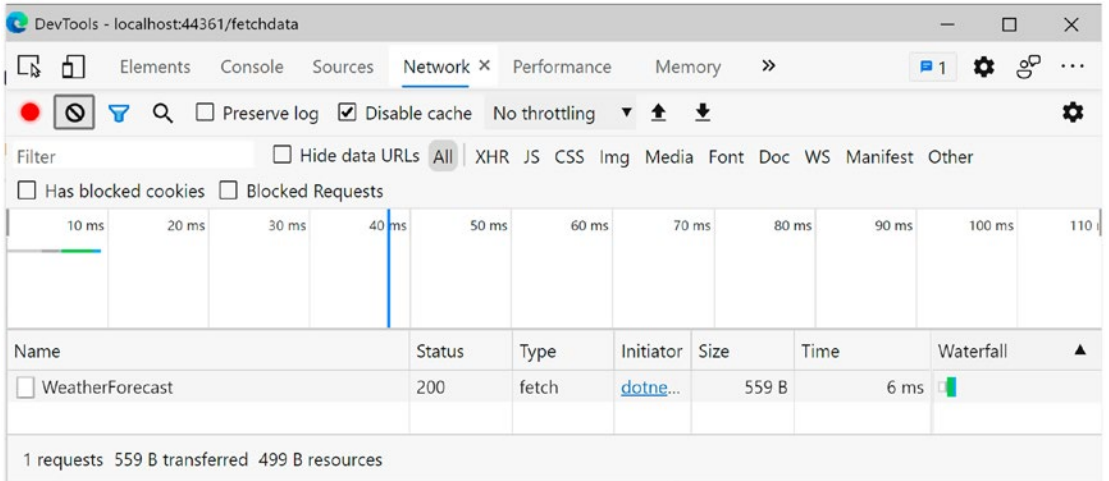 DevTools - localhost:44361/fetchdata
Elements Console Sources Network × Performance Memory » 1 ...
Preserve log Disable cache No throttling
Filter Hide data URLs All XHR JS CSS Img Media Font Doc WS Manifest Other
Has blocked cookies Blocked Requests
10 ms 20 ms 30 ms 40 ms 50 ms 60 ms 70 ms 80 ms 90 ms 100 ms 110
Name Status Type Initiator Size Time Waterfall
WeatherForecast 200 fetch dotne... 559 B 6 ms
1 requests 559 B transferred 499 B resources